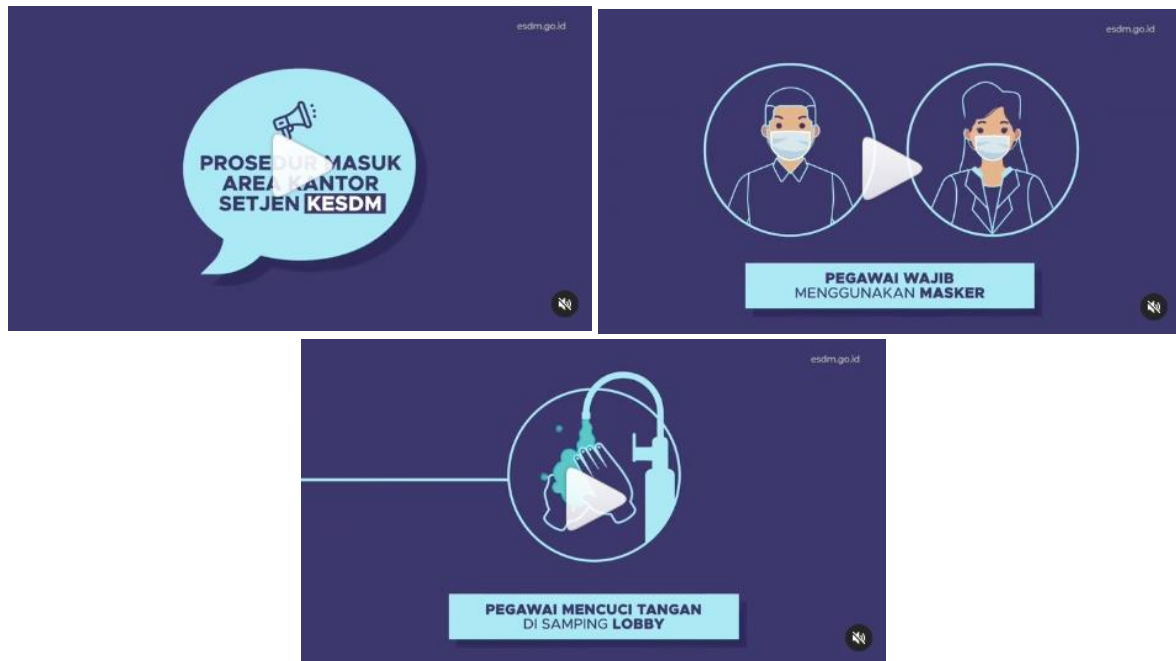 esdm.go.id
PROSEDUR MASUK
AREA KANTOR
SETJEN KESDM
esdm.go.id
PEGAWAI WAJIB
MENGGUNAKAN MASKER
esdm.go.id
PEGAWAI MENCUCI TANGAN
DI SAMPING LOBBY